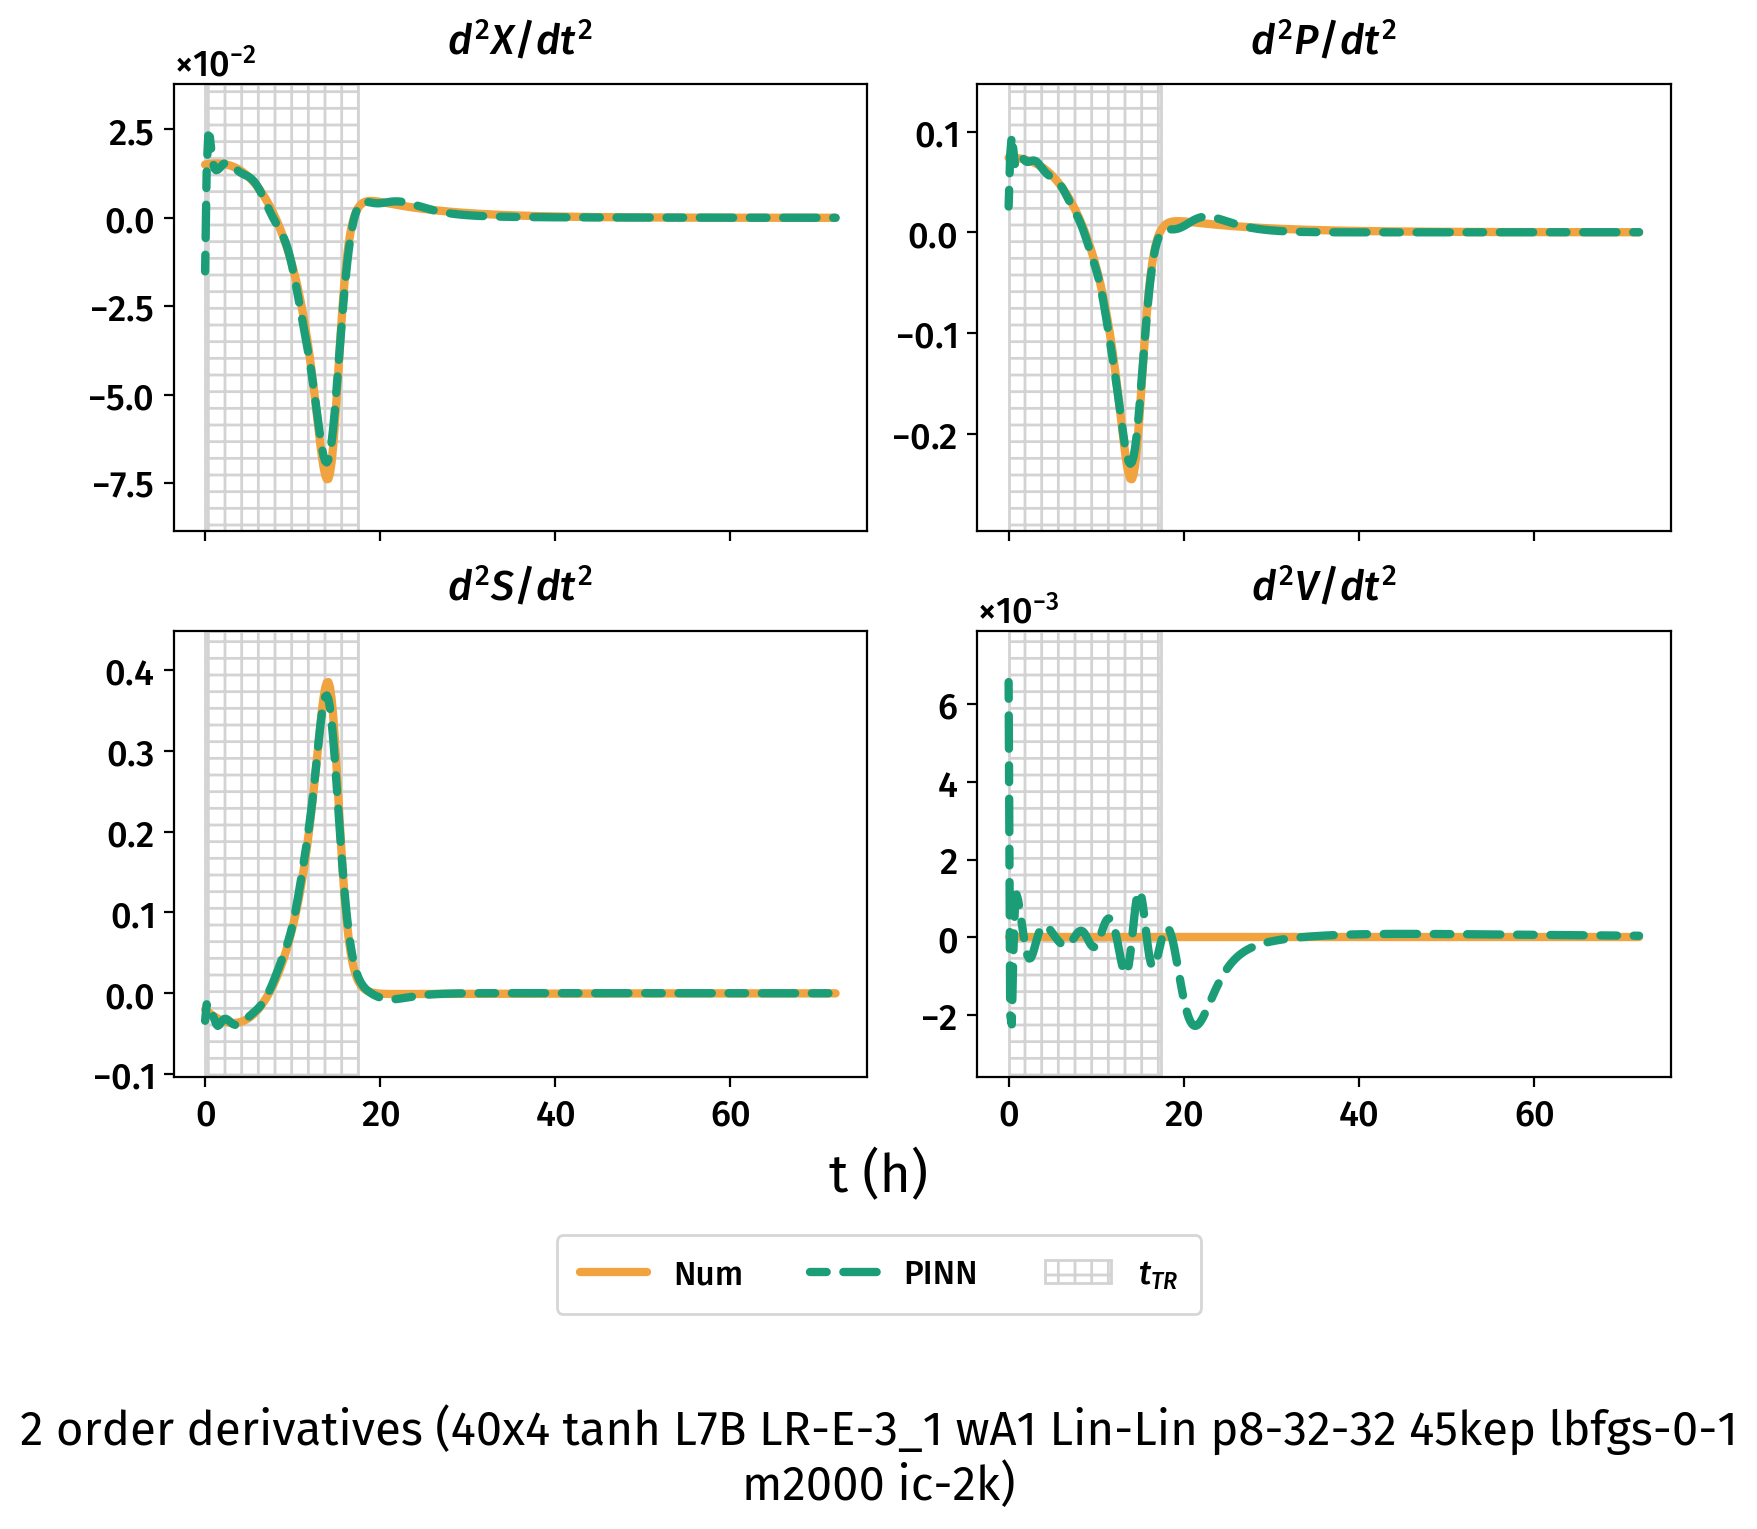 d²X/dt²
d²P/dt²
×10⁻²
2.5
0.0
−2.5
−5.0
−7.5
0.1
0.0
−0.1
−0.2
d²S/dt²
d²V/dt²
×10⁻³
0.4
0.3
0.2
0.1
0.0
−0.1
6
4
2
0
−2
0 20 40 60
0 20 40 60
t (h)
Num PINN t_TR
2 order derivatives (40x4 tanh L7B LR-E-3_1 wA1 Lin-Lin p8-32-32 45kep lbfgs-0-1
m2000 ic-2k)